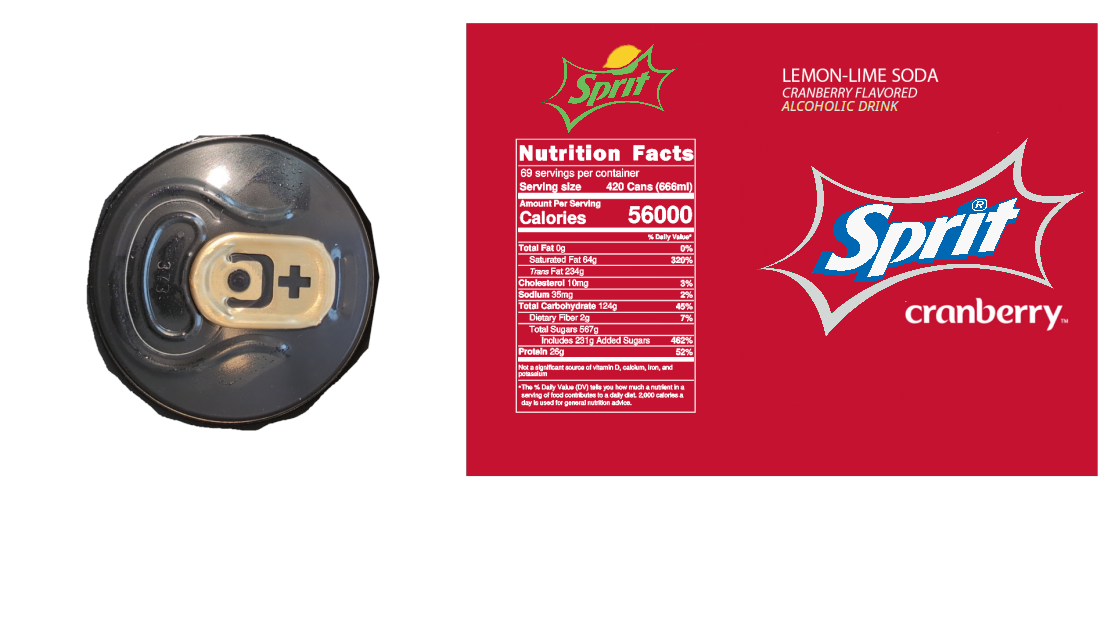 373
Sprit
Nutrition Facts
69 servings per container
Serving size 420 Cans (666ml)
Amount Per Serving
Calories 56000
% Daily Value*
Total Fat 0g 0%
Saturated Fat 64g 320%
Trans Fat 234g
Cholesterol 10mg 3%
Sodium 35mg 2%
Total Carbohydrate 124g 45%
Dietary Fiber 2g 7%
Total Sugars 567g
Includes 231g Added Sugars 462%
Protein 26g 52%
Not a significant source of vitamin D, calcium, iron, and
potassium
*The % Daily Value (DV) tells you how much a nutrient in a
serving of food contributes to a daily diet. 2,000 calories a
day is used for general nutrition advice.
LEMON-LIME SODA
CRANBERRY FLAVORED
ALCOHOLIC DRINK
Sprit®
cranberry™